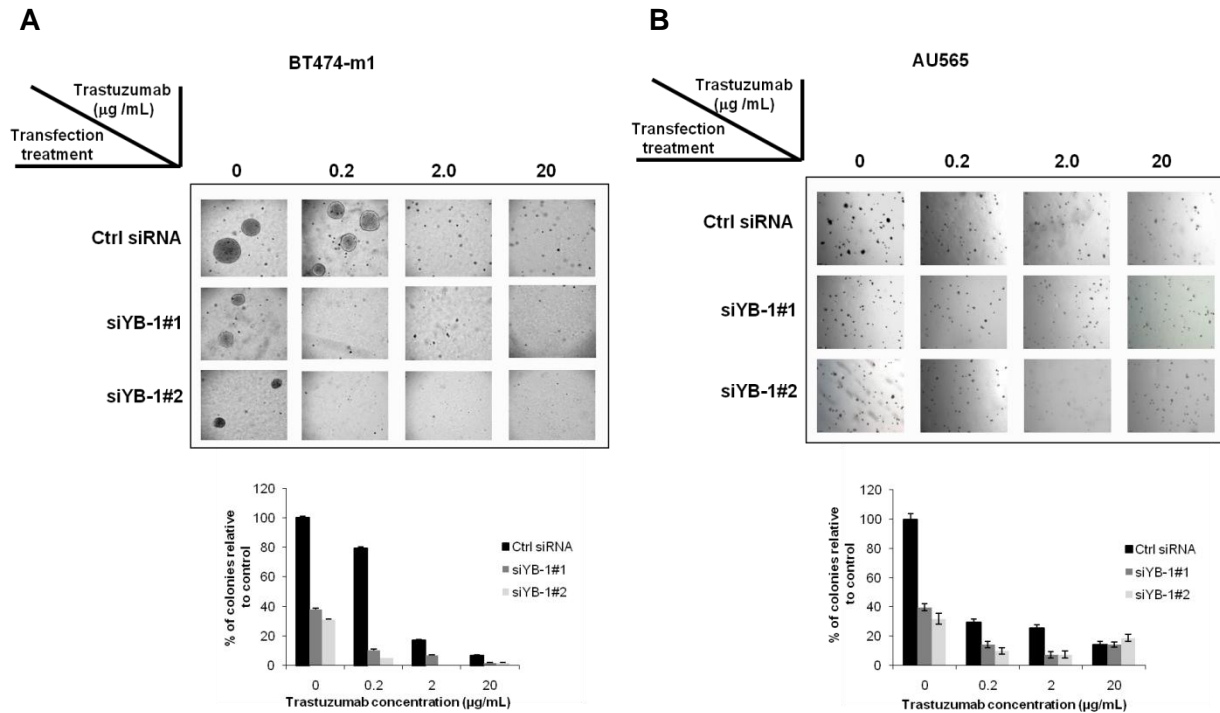 A
BT474-m1
Trastuzumab
(µg /mL)
Transfection
treatment
0 0.2 2.0 20
Ctrl siRNA
siYB-1#1
siYB-1#2
% of colonies relative
to control
120
100
80
60
40
20
0
0 0.2 2 20
Trastuzumab concentration (µg/mL)
Ctrl siRNA
siYB-1#1
siYB-1#2
B
AU565
Trastuzumab
(µg /mL)
Transfection
treatment
0 0.2 2.0 20
Ctrl siRNA
siYB-1#1
siYB-1#2
% of colonies relative
to control
120
100
80
60
40
20
0
0 0.2 2 20
Trastuzumab concentration (µg/mL)
Ctrl siRNA
siYB-1#1
siYB-1#2